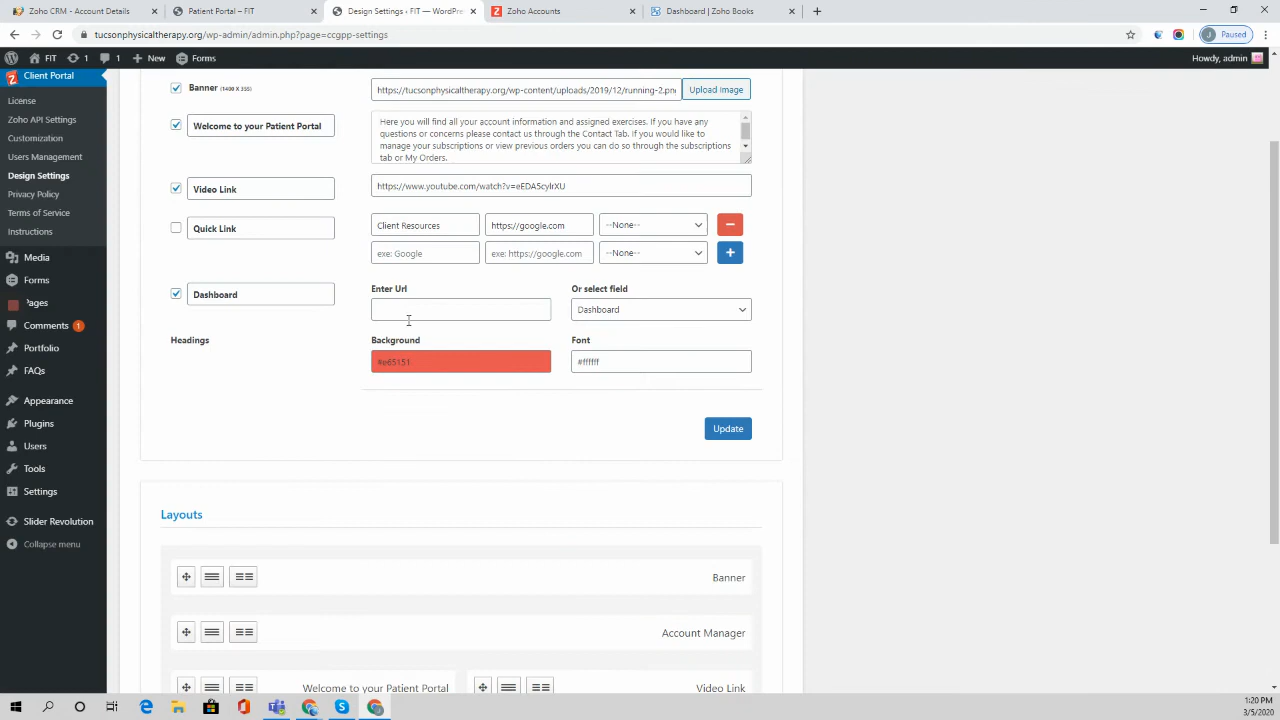 Zoho CRM - Account Details
Patient Portal – FIT
Design Settings ‹ FIT — WordPre
Zoho Accounts
Dashboard | Zoho Books
tucsonphysicaltherapy.org/wp-admin/admin.php?page=ccgpp-settings
J Paused
FIT 1 1 New Forms
Howdy, admin
Client Portal
License
Zoho API Settings
Customization
Users Management
Design Settings
Privacy Policy
Terms of Service
Instructions
Media
Forms
Pages
Comments 1
Portfolio
FAQs
Appearance
Plugins
Users
Tools
Settings
Slider Revolution
Collapse menu
Banner (1400 X 355)
https://tucsonphysicaltherapy.org/wp-content/uploads/2019/12/running-2.pn
Upload Image
Welcome to your Patient Portal
Here you will find all your account information and assigned exercises. If you have any
questions or concerns please contact us through the Contact Tab. if you would like to
manage your subscriptions or view previous orders you can do so through the subscriptions
tab or My Orders.
Video Link
https://www.youtube.com/watch?v=eEDA5cylrXU
Quick Link
Client Resources https://google.com --None--
exe: Google exe: https://google.com --None--
Dashboard
Enter Url Or select field
Dashboard
Headings
Background Font
#e65151 #ffffff
Update
Layouts
Banner
Account Manager
Welcome to your Patient Portal Video Link
1:20 PM
3/5/2020